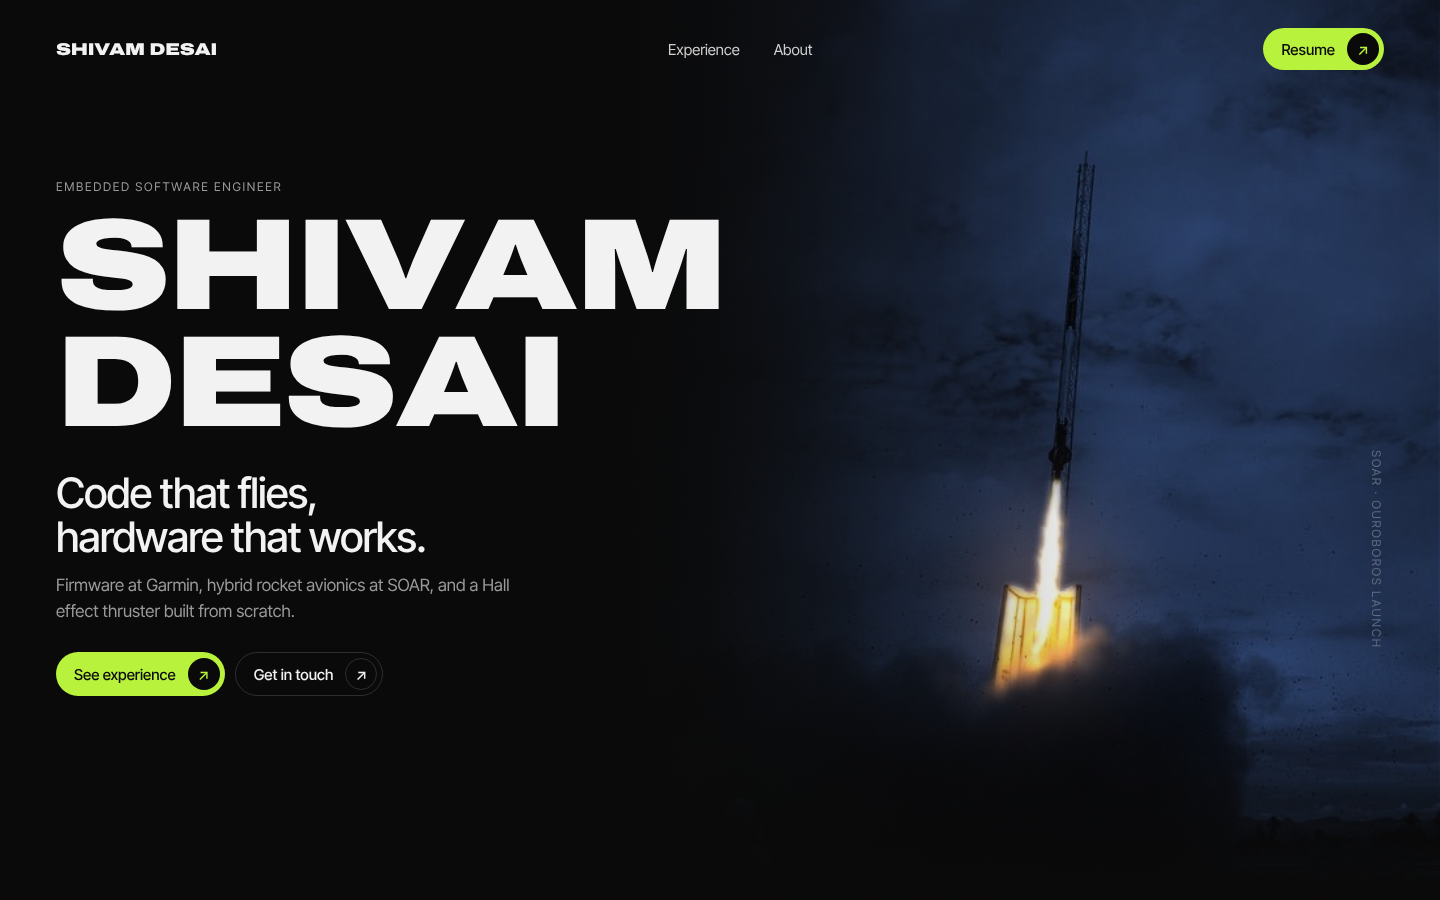 SHIVAM DESAI
Experience
About
Resume
EMBEDDED SOFTWARE ENGINEER
SHIVAM
DESAI
Code that flies,
hardware that works.
Firmware at Garmin, hybrid rocket avionics at SOAR, and a Hall
effect thruster built from scratch.
See experience
Get in touch
SOAR · OUROBOROS LAUNCH